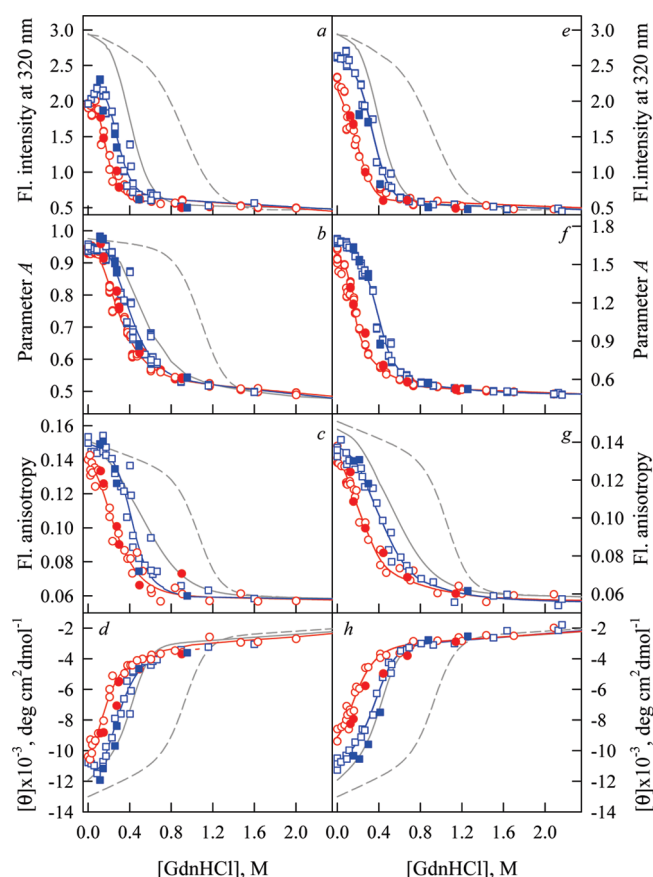 a
e
Fl. intensity at 320 nm
3.0
2.5
2.0
1.5
1.0
0.5
3.0
2.5
2.0
1.5
1.0
0.5
Fl.intensity at 320 nm
b
f
Parameter A
1.0
0.9
0.8
0.7
0.6
0.5
1.8
1.5
1.2
0.9
0.6
Parameter A
c
g
Fl. anisotropy
0.16
0.14
0.12
0.10
0.08
0.06
0.14
0.12
0.10
0.08
0.06
Fl. anisotropy
d
h
[θ]x10⁻³, deg cm²dmol⁻¹
-2
-4
-6
-8
-10
-12
-14
-2
-4
-6
-8
-10
-12
-14
[θ]x10⁻³, deg cm²dmol⁻¹
0.0 0.4 0.8 1.2 1.6 2.0
0.0 0.4 0.8 1.2 1.6 2.0
[GdnHCl], M
[GdnHCl], M